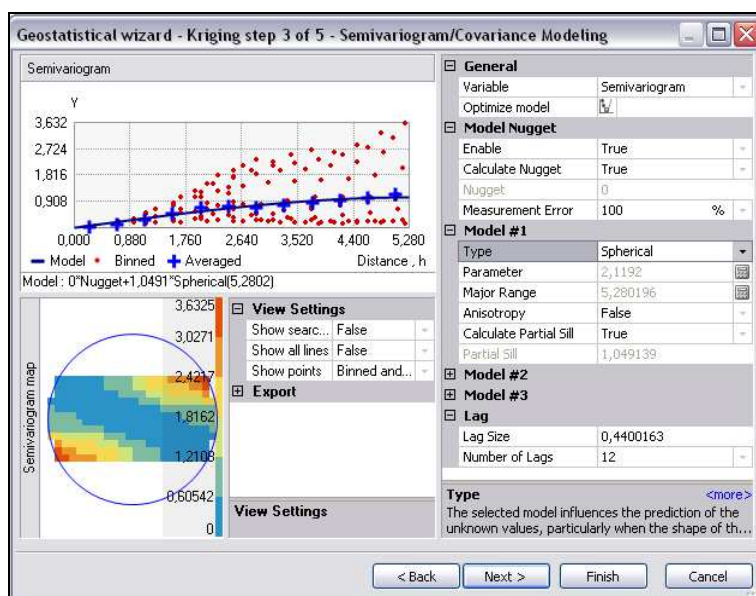 Geostatistical wizard - Kriging step 3 of 5 - Semivariogram/Covariance Modeling
Semivariogram
Y
3,632
2,724
1,816
0,908
0,000 0,880 1,760 2,640 3,520 4,400 5,280
Model Binned Averaged Distance , h
Model : 0*Nugget+1,0491*Spherical(5,2802)
Semivariogram map
3,6325
3,0271
2,4217
1,8162
1,2108
0,60542
0
View Settings
Show searc... False
Show all lines False
Show points Binned and...
Export
View Settings
General
Variable Semivariogram
Optimize model
Model Nugget
Enable True
Calculate Nugget True
Nugget 0
Measurement Error 100 %
Model #1
Type Spherical
Parameter 2,1192
Major Range 5,280196
Anisotropy False
Calculate Partial Sill True
Partial Sill 1,049139
Model #2
Model #3
Lag
Lag Size 0,4400163
Number of Lags 12
Type <more>
The selected model influences the prediction of the
unknown values, particularly when the shape of th...
< Back Next > Finish Cancel